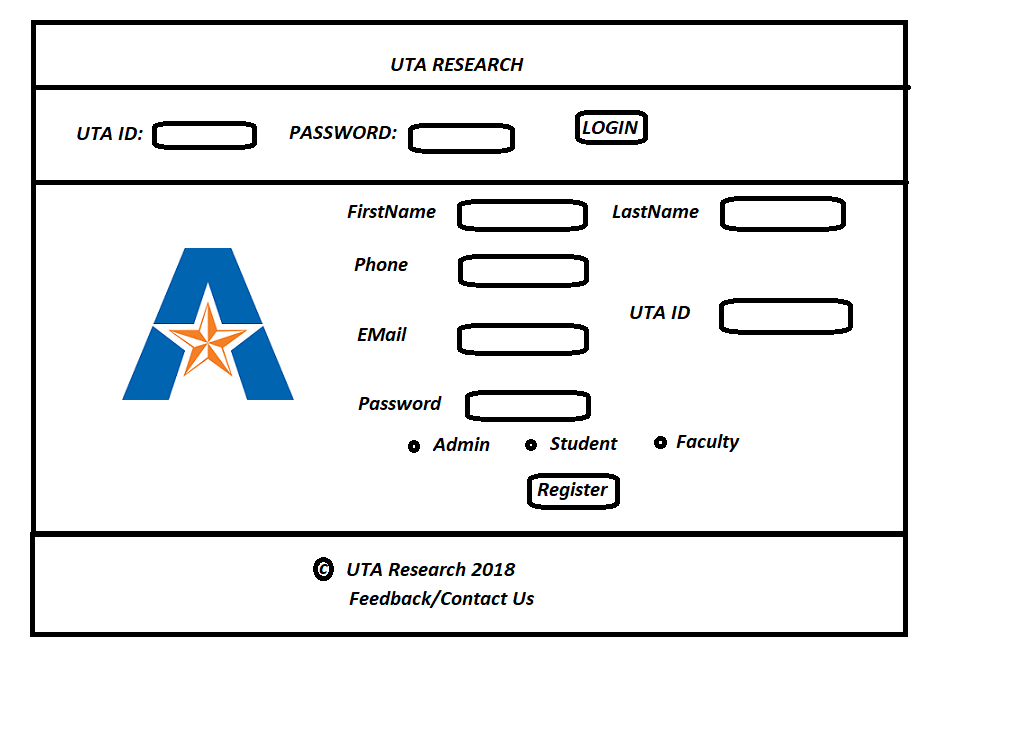 UTA RESEARCH
UTA ID: PASSWORD: LOGIN
FirstName LastName
Phone
UTA ID
EMail
Password
Admin Student Faculty
Register
© UTA Research 2018
Feedback/Contact Us